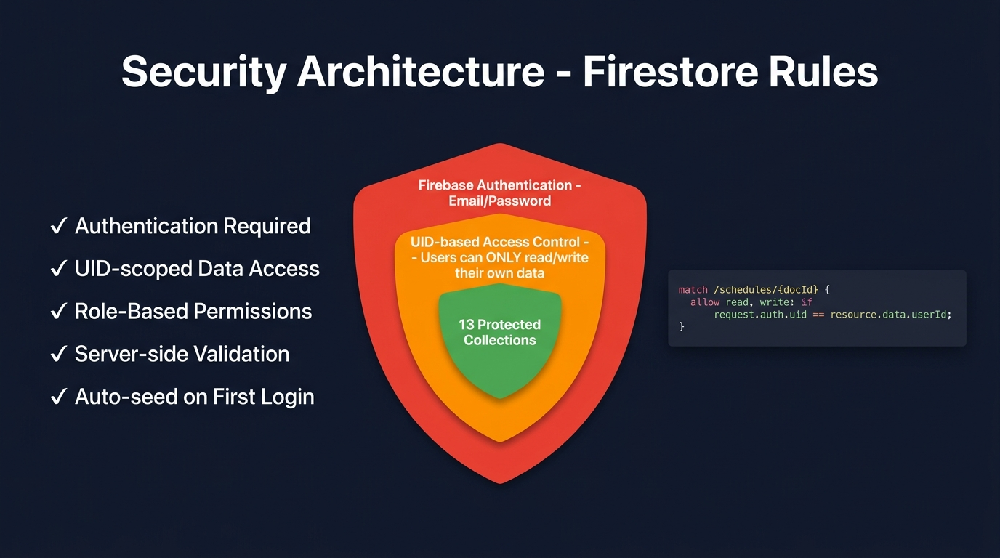 Security Architecture - Firestore Rules
✓ Authentication Required
✓ UID-scoped Data Access
✓ Role-Based Permissions
✓ Server-side Validation
✓ Auto-seed on First Login
Firebase Authentication -
Email/Password
UID-based Access Control -
- Users can ONLY read/write
their own data
13 Protected
Collections
match /schedules/{docId} {
  allow read, write: if
      request.auth.uid == resource.data.userId;
}